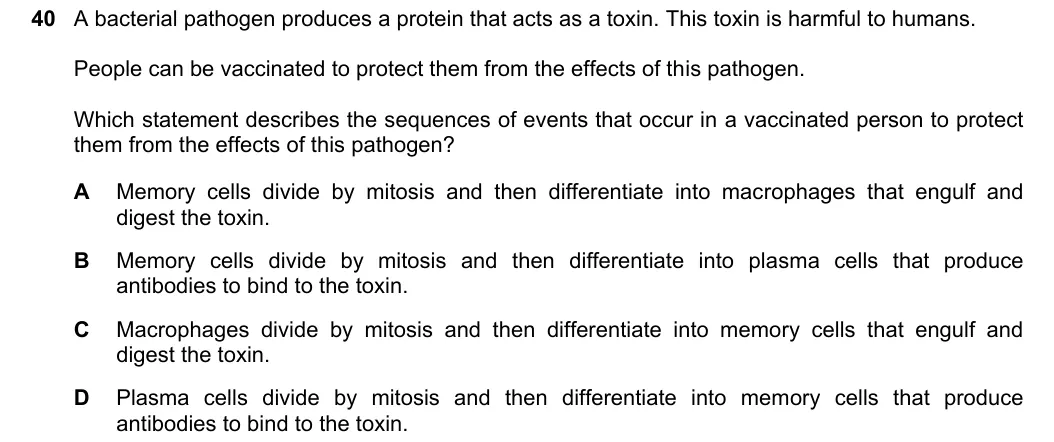 40 A bacterial pathogen produces a protein that acts as a toxin. This toxin is harmful to humans.
People can be vaccinated to protect them from the effects of this pathogen.
Which statement describes the sequences of events that occur in a vaccinated person to protect
them from the effects of this pathogen?
A Memory cells divide by mitosis and then differentiate into macrophages that engulf and
digest the toxin.
B Memory cells divide by mitosis and then differentiate into plasma cells that produce
antibodies to bind to the toxin.
C Macrophages divide by mitosis and then differentiate into memory cells that engulf and
digest the toxin.
D Plasma cells divide by mitosis and then differentiate into memory cells that produce
antibodies to bind to the toxin.